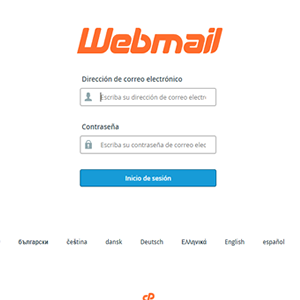 Webmail
Dirección de correo electrónico
Escriba su dirección de correo electr
Contraseña
Escriba su contraseña de correo elec
Inicio de sesión
български čeština dansk Deutsch Ελληνικά English español
cP